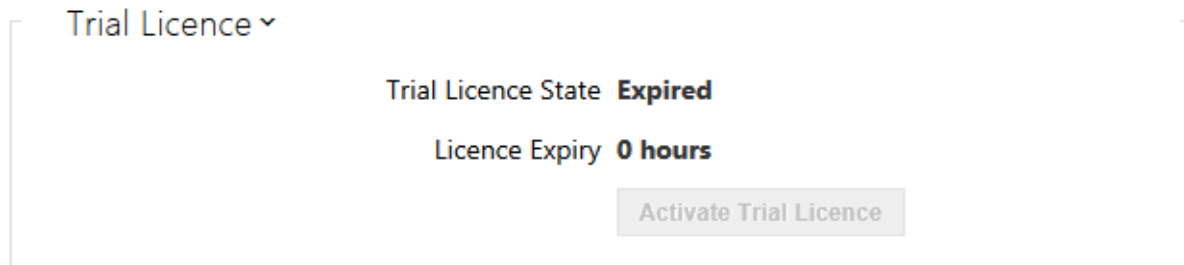 Trial Licence
Trial Licence State Expired
Licence Expiry 0 hours
Activate Trial Licence